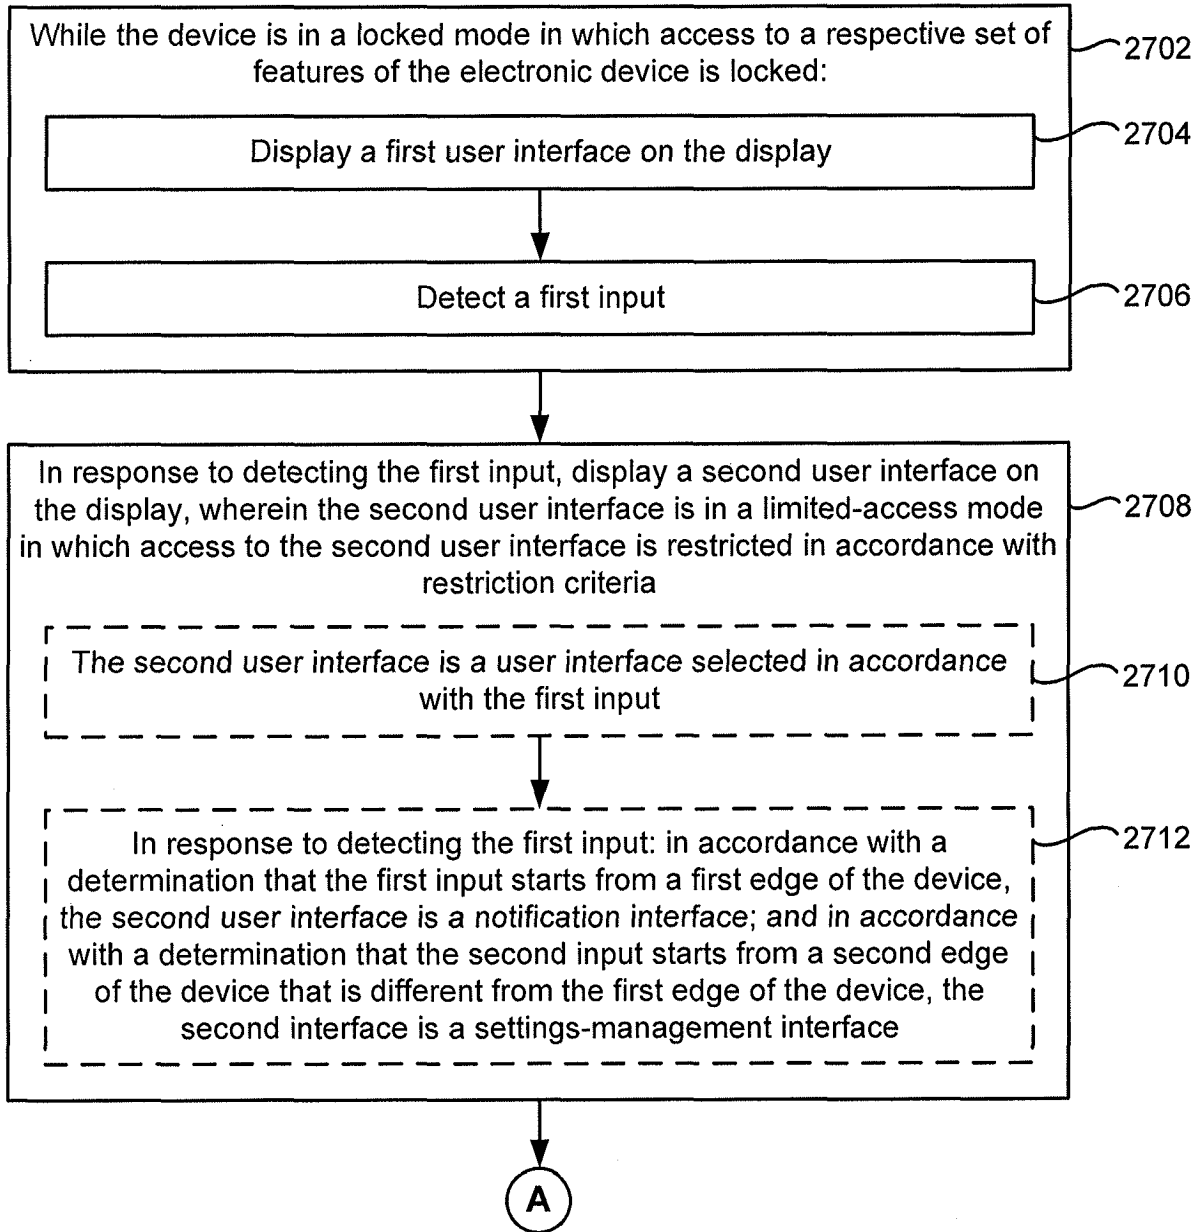 While the device is in a locked mode in which access to a respective set of
features of the electronic device is locked:
2702
Display a first user interface on the display
2704
Detect a first input
2706
In response to detecting the first input, display a second user interface on
the display, wherein the second user interface is in a limited-access mode
in which access to the second user interface is restricted in accordance with
restriction criteria
2708
The second user interface is a user interface selected in accordance
with the first input
2710
In response to detecting the first input: in accordance with a
determination that the first input starts from a first edge of the device,
the second user interface is a notification interface; and in accordance
with a determination that the second input starts from a second edge
of the device that is different from the first edge of the device, the
second interface is a settings-management interface
2712
A